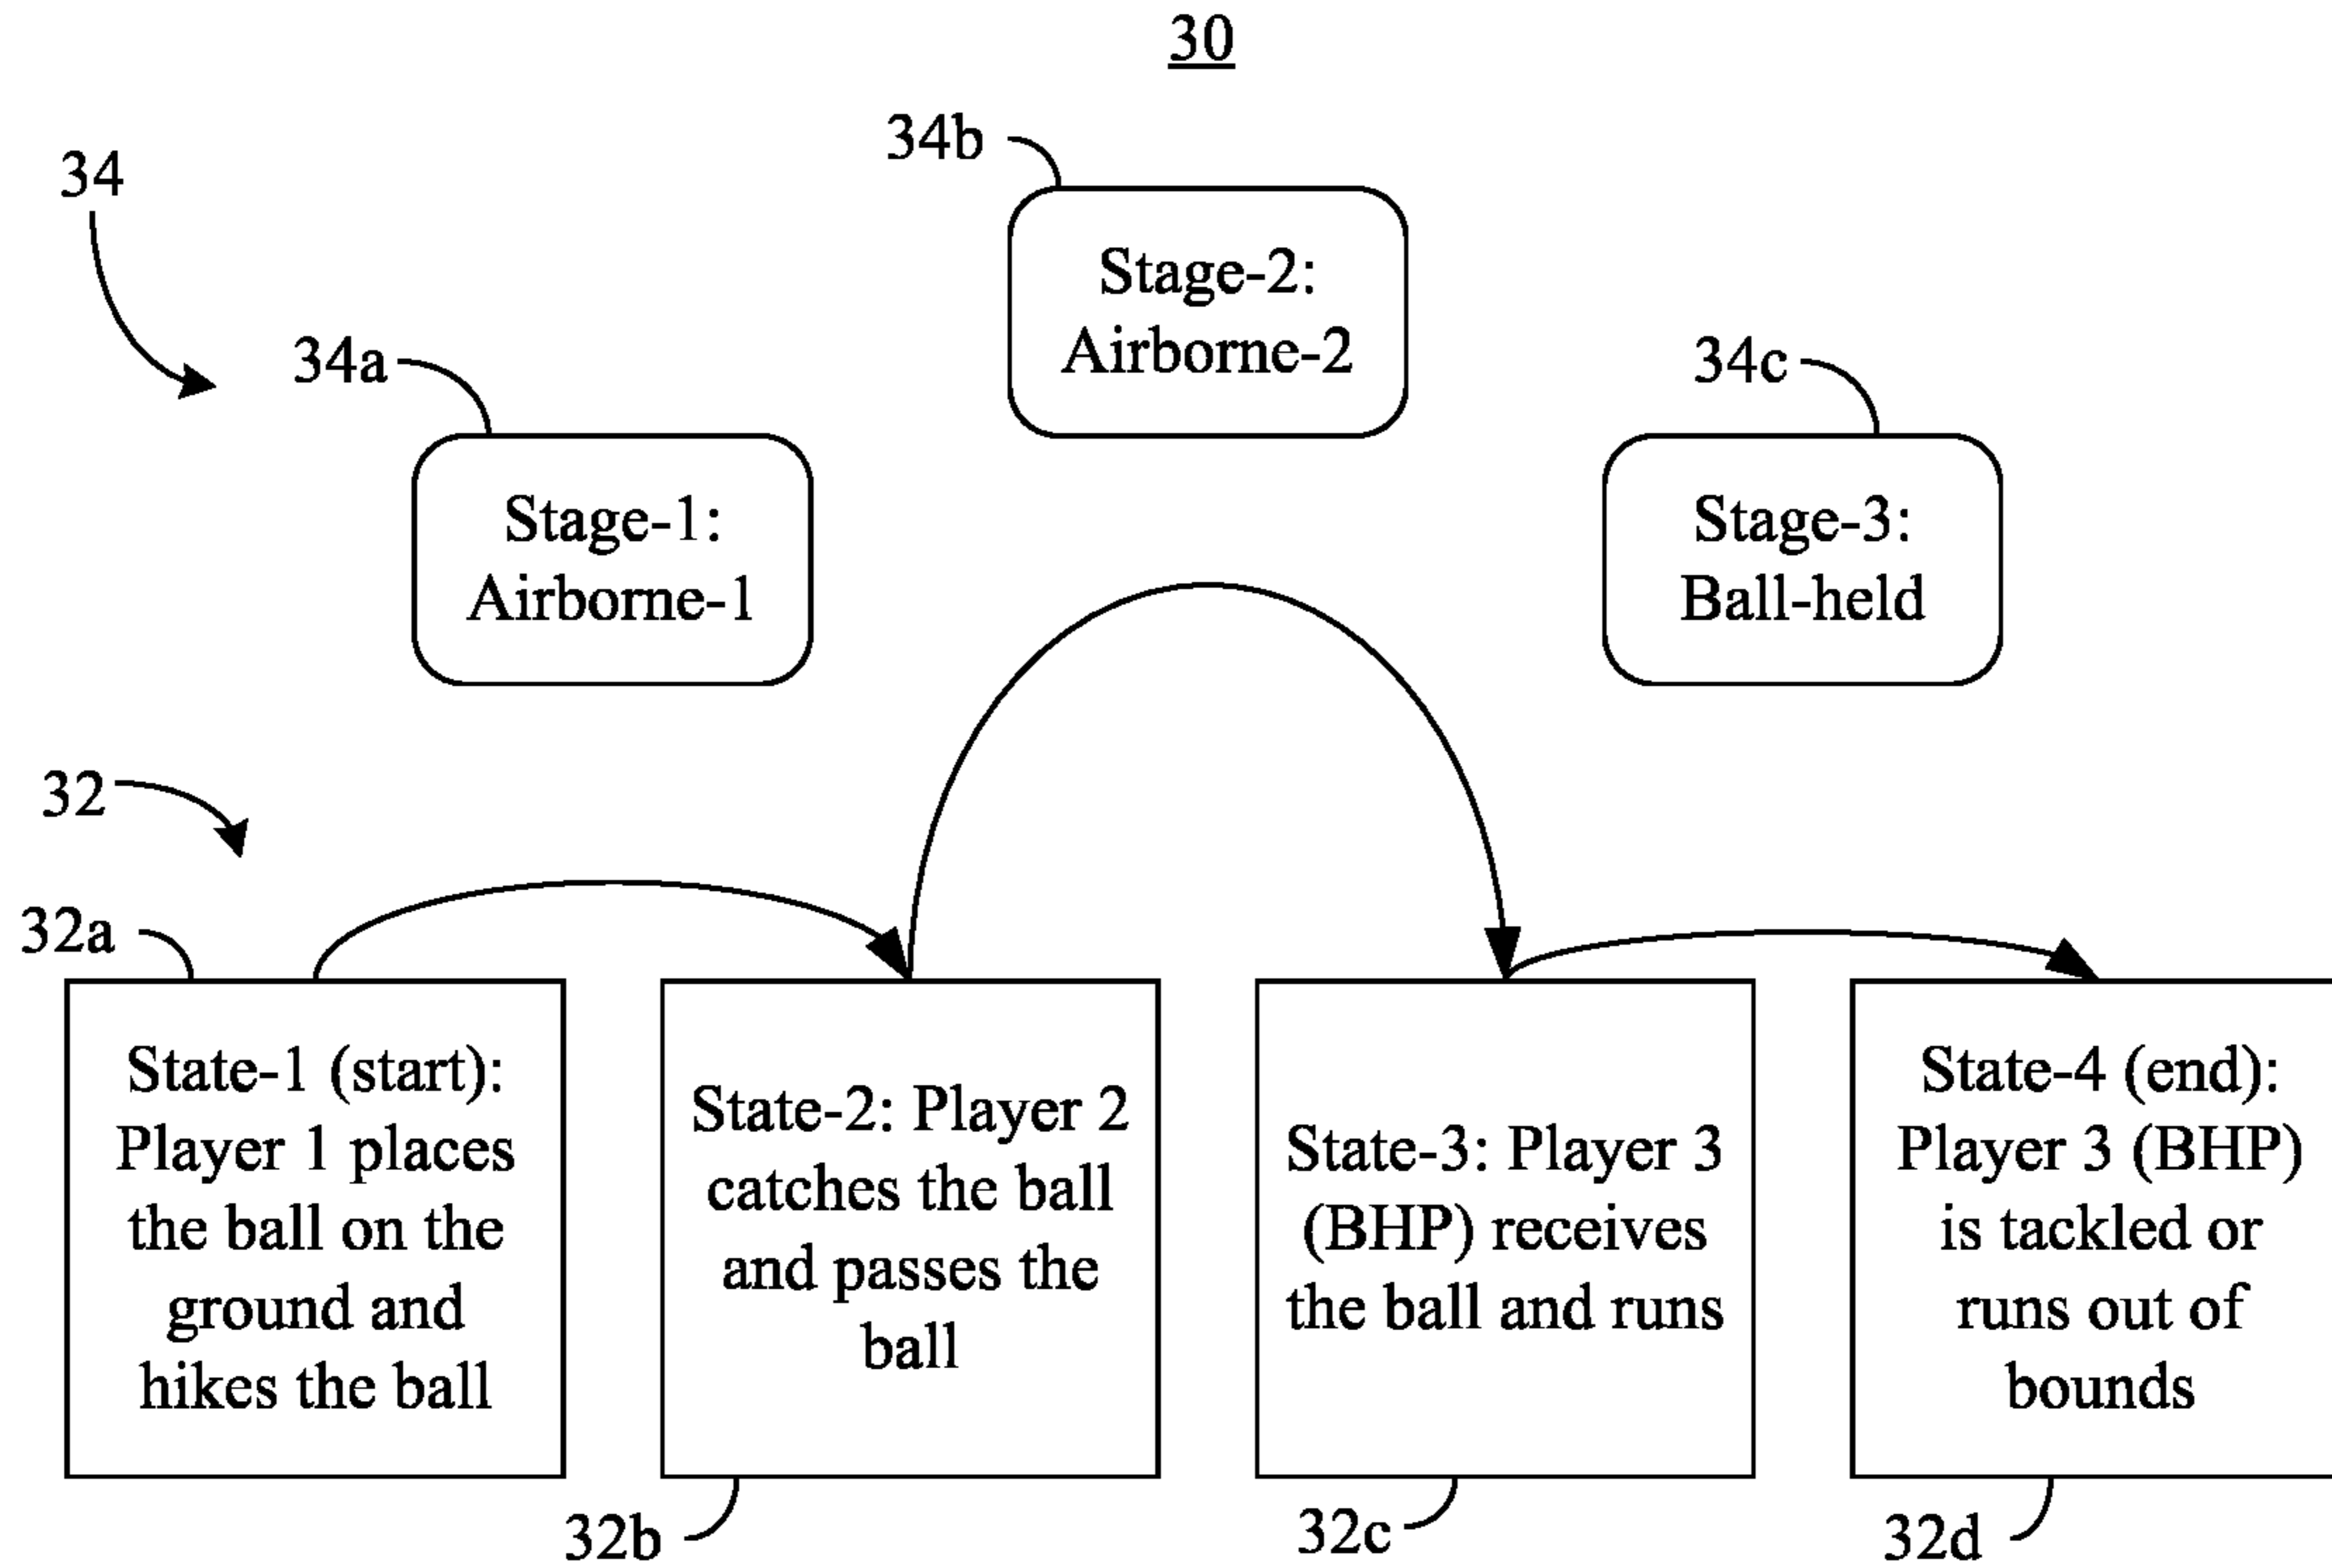 30
34b
34
Stage-2:
Airborne-2
34a
34c
Stage-1:
Airborne-1
Stage-3:
Ball-held
32
32a
State-1 (start):
Player 1 places
the ball on the
ground and
hikes the ball
State-2: Player 2
catches the ball
and passes the
ball
State-3: Player 3
(BHP) receives
the ball and runs
State-4 (end):
Player 3 (BHP)
is tackled or
runs out of
bounds
32b
32c
32d